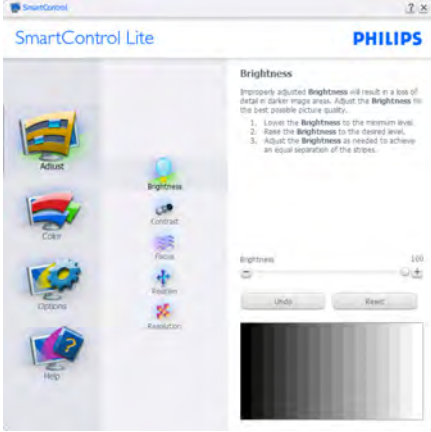 SmartControl
SmartControl Lite
PHILIPS
Adjust
Color
Options
Help
Brightness
Contrast
Focus
Position
Resolution
Brightness
Improperly adjusted Brightness will result in a loss of
detail in darker image areas. Adjust the Brightness for
the best possible picture quality.
1. Lower the Brightness to the minimum level.
2. Raise the Brightness to the desired level.
3. Adjust the Brightness as needed to achieve
an equal separation of the stripes.
Brightness 100
Undo Reset